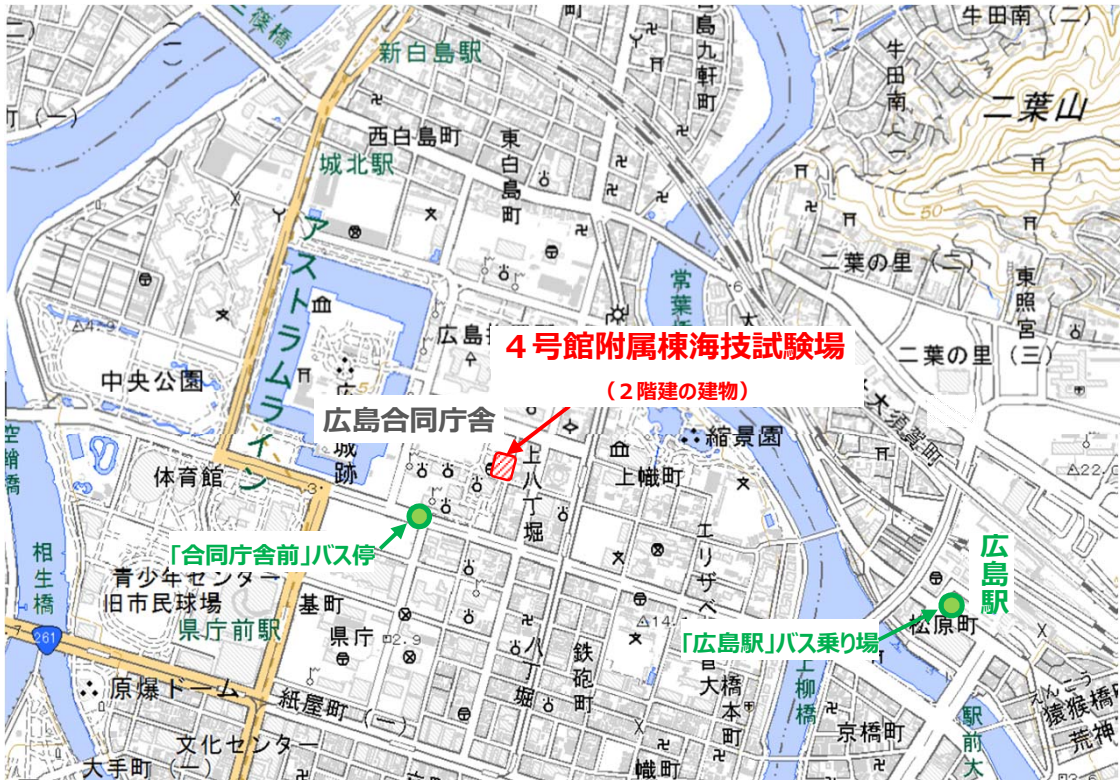 三篠橋
新白島駅
島九軒町
牛田南(二)
牛田南
二葉山
西白島町
東白島町
城北駅
50
二葉の里(二)
東照宮
アストラムライン
常葉
広島
4号館附属棟海技試験場
(2階建の建物)
二葉の里(三)
中央公園
広島合同庁舎
城跡
大須賀町
縮景園
空鞘橋
体育館
上八丁堀
上幟町
3
「合同庁舎前」バス停
エリザベ
相生橋
青少年センター
旧市民球場
基町
広島駅
県庁前駅
県庁
2.9
「広島駅」バス乗り場
松原町
261
八丁堀
鉄砲町
上柳橋
橋本町
原爆ドーム
紙屋町(一)
京橋町
猿猴橋町
荒神
駅前大
文化センター
大手町(一)
幟町